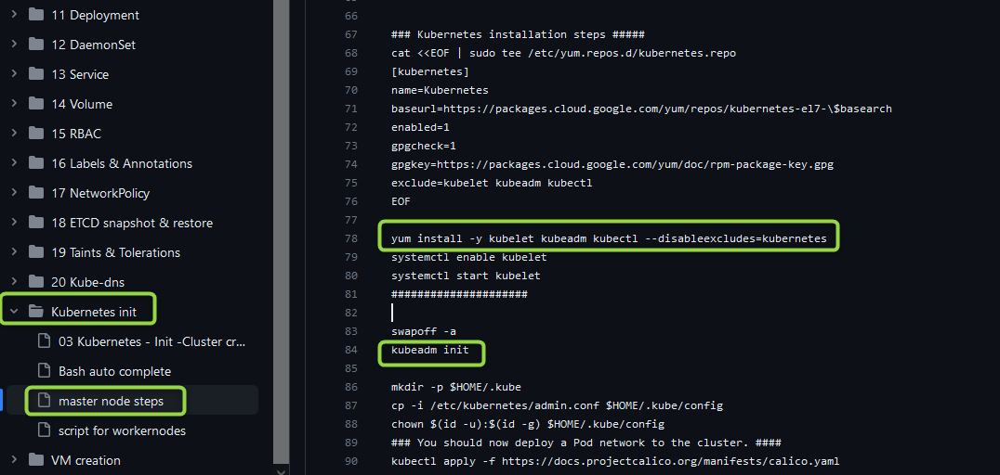 11 Deployment
12 DaemonSet
13 Service
14 Volume
15 RBAC
16 Labels & Annotations
17 NetworkPolicy
18 ETCD snapshot & restore
19 Taints & Tolerations
20 Kube-dns
Kubernetes init
03 Kubernetes - Init -Cluster cr...
Bash auto complete
master node steps
script for workernodes
VM creation
66
67 ### Kubernetes installation steps #####
68 cat <<EOF | sudo tee /etc/yum.repos.d/kubernetes.repo
69 [kubernetes]
70 name=Kubernetes
71 baseurl=https://packages.cloud.google.com/yum/repos/kubernetes-el7-\$basearch
72 enabled=1
73 gpgcheck=1
74 gpgkey=https://packages.cloud.google.com/yum/doc/rpm-package-key.gpg
75 exclude=kubelet kubeadm kubectl
76 EOF
77
78 yum install -y kubelet kubeadm kubectl --disableexcludes=kubernetes
79 systemctl enable kubelet
80 systemctl start kubelet
81 #####################
82
83 swapoff -a
84 kubeadm init
85
86 mkdir -p $HOME/.kube
87 cp -i /etc/kubernetes/admin.conf $HOME/.kube/config
88 chown $(id -u):$(id -g) $HOME/.kube/config
89 ### You should now deploy a Pod network to the cluster. ####
90 kubectl apply -f https://docs.projectcalico.org/manifests/calico.yaml